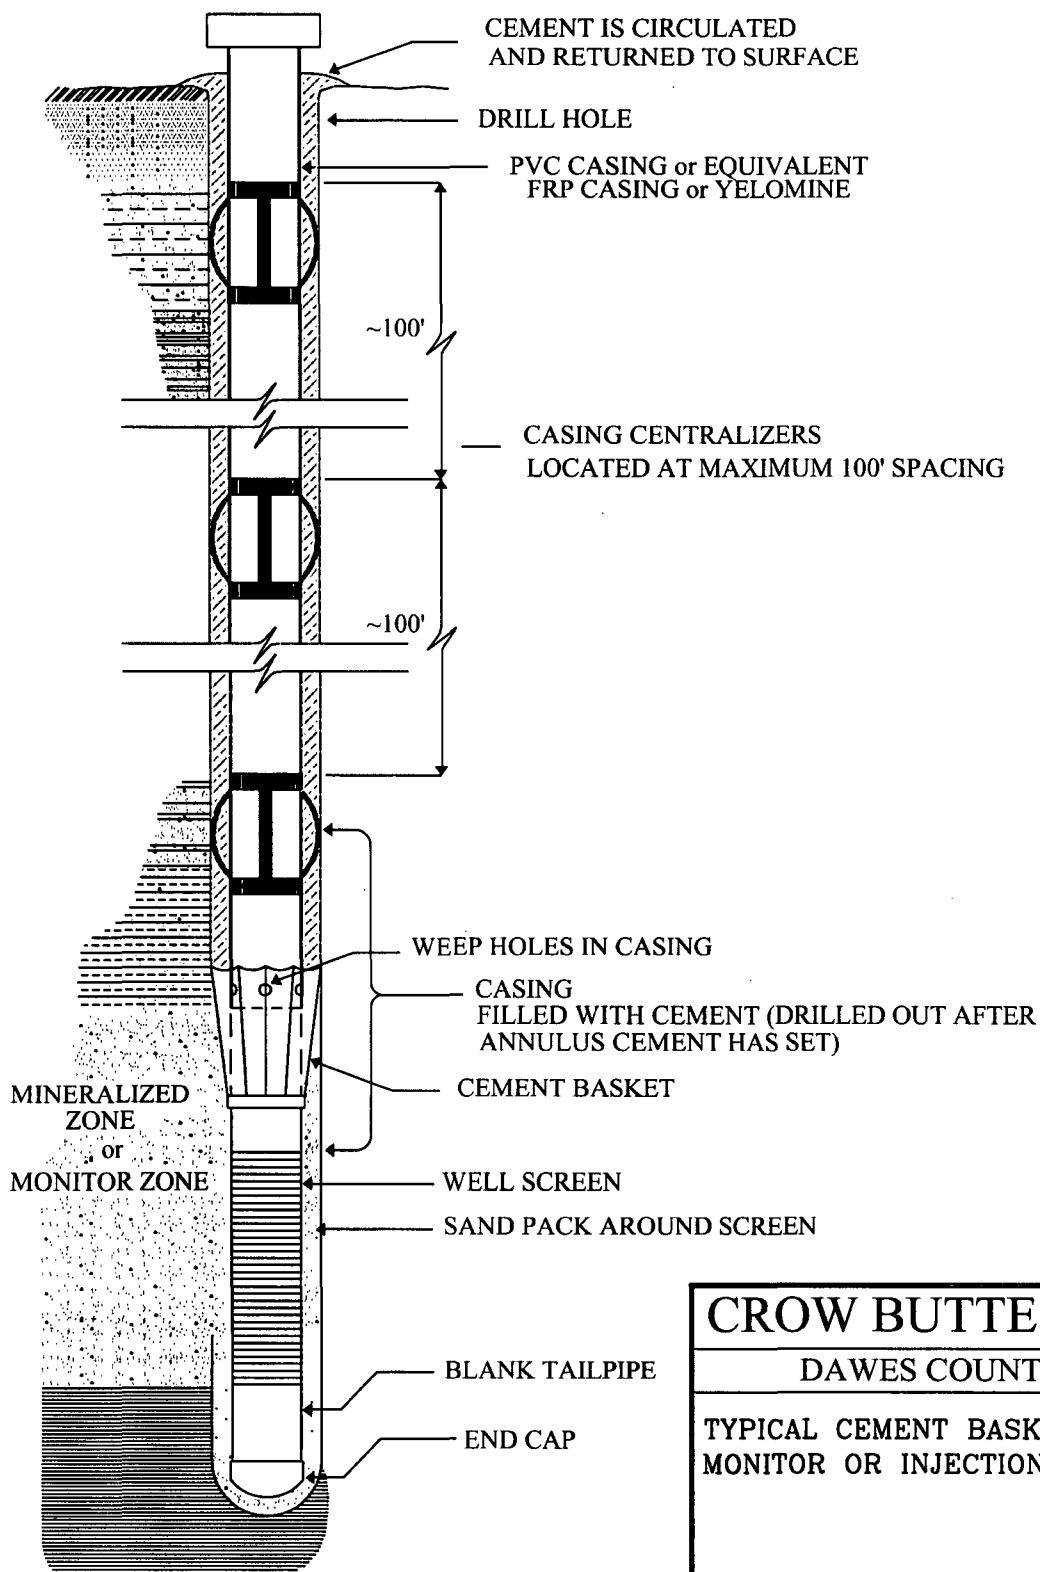 CEMENT IS CIRCULATED
AND RETURNED TO SURFACE
DRILL HOLE
PVC CASING or EQUIVALENT
FRP CASING or YELOMINE
~100'
CASING CENTRALIZERS
LOCATED AT MAXIMUM 100' SPACING
~100'
WEEP HOLES IN CASING
CASING
FILLED WITH CEMENT (DRILLED OUT AFTER
ANNULUS CEMENT HAS SET)
CEMENT BASKET
MINERALIZED
ZONE
or
MONITOR ZONE
WELL SCREEN
SAND PACK AROUND SCREEN
BLANK TAILPIPE
END CAP
CROW BUTTE
DAWES COUNT
TYPICAL CEMENT BASK
MONITOR OR INJECTION